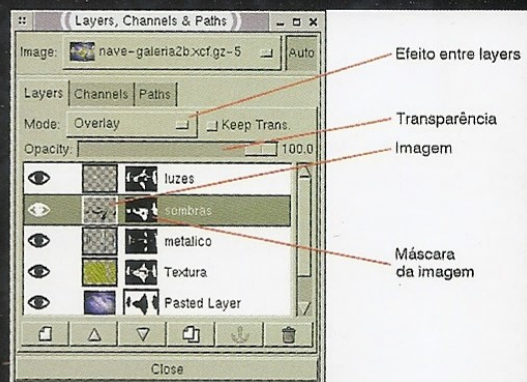 Layers, Channels & Paths
Image: nave-galeria2b.xcf.gz-5 Auto
Layers Channels Paths
Mode: Overlay Keep Trans.
Opacity: 100.0
luzes
sombras
metalico
Textura
Pasted Layer
Close
Efeito entre layers
Transparência
Imagem
Máscara
da imagem